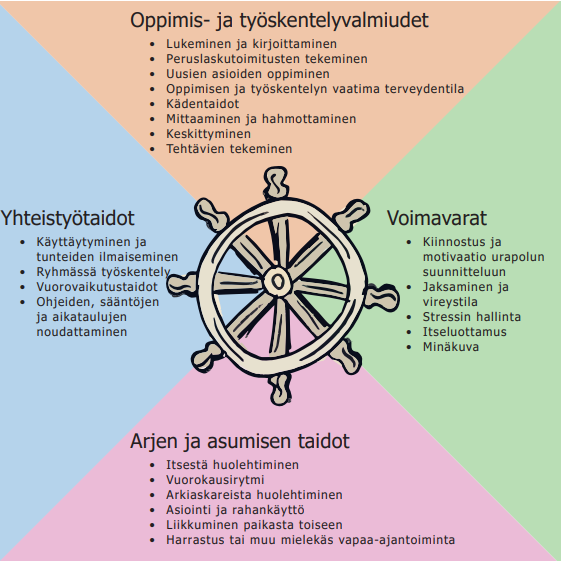 Oppimis- ja työskentelyvalmiudet
• Lukeminen ja kirjoittaminen
• Peruslaskutoimitusten tekeminen
• Uusien asioiden oppiminen
• Oppimisen ja työskentelyn vaatima terveydentila
• Kädentaidot
• Mittaaminen ja hahmottaminen
• Keskittyminen
• Tehtävien tekeminen
Yhteistyötaidot
• Käyttäytyminen ja
tunteiden ilmaiseminen
• Ryhmässä työskentely
• Vuorovaikutustaidot
• Ohjeiden, sääntöjen
ja aikataulujen
noudattaminen
Voimavarat
• Kiinnostus ja
motivaatio urapolun
suunnitteluun
• Jaksaminen ja
vireystila
• Stressin hallinta
• Itseluottamus
• Minäkuva
Arjen ja asumisen taidot
• Itsestä huolehtiminen
• Vuorokausirytmi
• Arkiaskareista huolehtiminen
• Asiointi ja rahankäyttö
• Liikkuminen paikasta toiseen
• Harrastus tai muu mielekäs vapaa-ajantoiminta